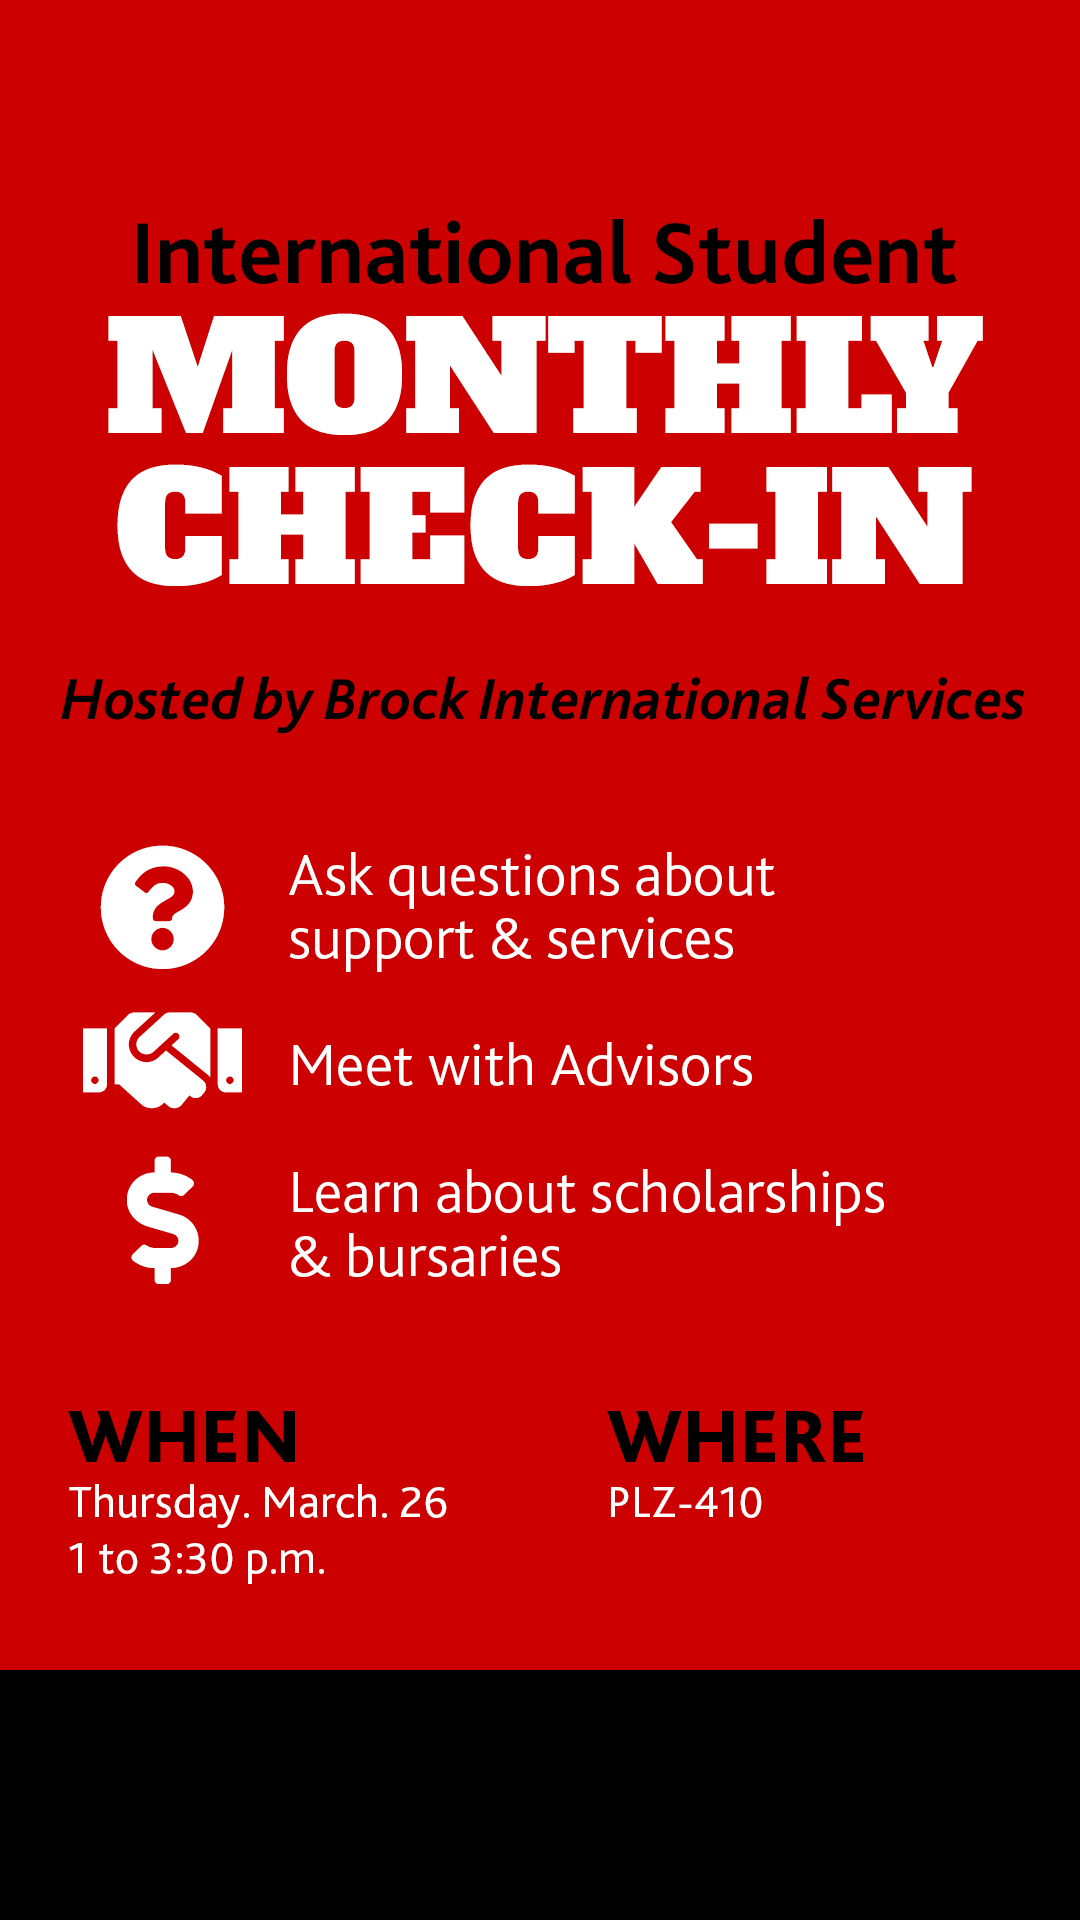 International Student
MONTHLY
CHECK-IN
Hosted by Brock International Services
Ask questions about
support & services
Meet with Advisors
Learn about scholarships
& bursaries
WHEN
Thursday. March. 26
1 to 3:30 p.m.
WHERE
PLZ-410